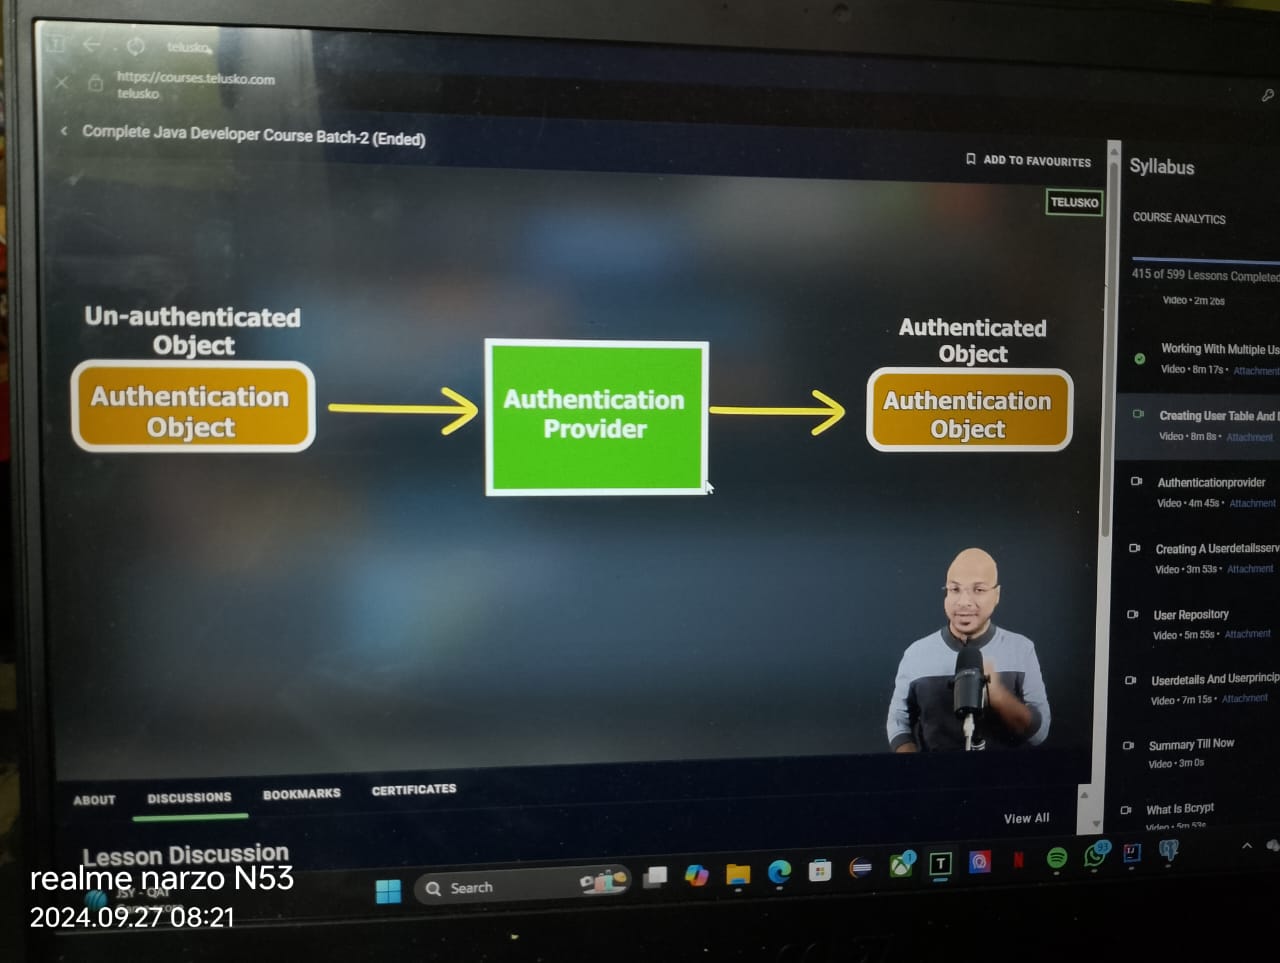 telusko
https://courses.telusko.com
telusko
Complete Java Developer Course Batch-2 (Ended)
ADD TO FAVOURITES
TELUSKO
Un-authenticated
Object
Authentication
Object
Authentication
Provider
Authenticated
Object
Authentication
Object
Syllabus
COURSE ANALYTICS
415 of 599 Lessons Completed
Video • 2m 26s
Working With Multiple Us
Video • 8m 17s • Attachment
Creating User Table And
Video • 8m 8s • Attachment
Authenticationprovider
Video • 4m 45s • Attachment
Creating A Userdetailsserv
Video • 3m 53s • Attachment
User Repository
Video • 5m 55s • Attachment
Userdetails And Userprincip
Video • 7m 15s • Attachment
Summary Till Now
Video • 3m 0s
What Is Bcrypt
Video • 5m 53s
ABOUT
DISCUSSIONS
BOOKMARKS
CERTIFICATES
View All
Lesson Discussion
Search
93
realme narzo N53
2024.09.27 08:21